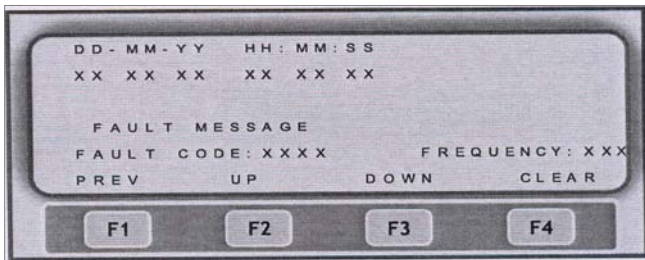 DD-MM-YY HH:MM:SS
XX XX XX XX XX XX
FAULT MESSAGE
FAULT CODE:XXXX FREQUENCY:XXX
PREV UP DOWN CLEAR
F1 F2 F3 F4